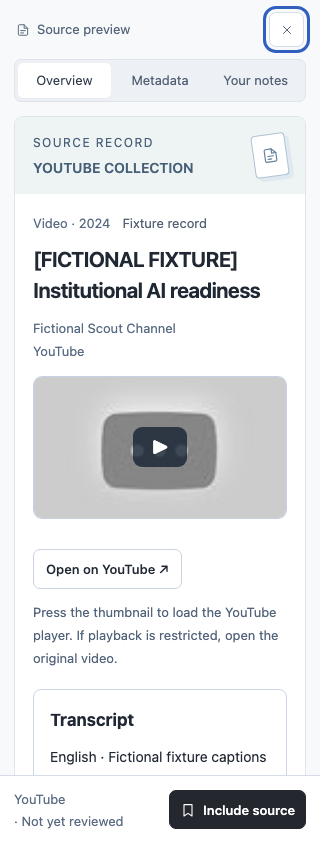 Source preview
Overview Metadata Your notes
SOURCE RECORD
YOUTUBE COLLECTION
Video · 2024 Fixture record
[FICTIONAL FIXTURE]
Institutional AI readiness
Fictional Scout Channel
YouTube
Open on YouTube ↗
Press the thumbnail to load the YouTube
player. If playback is restricted, open the
original video.
Transcript
English · Fictional fixture captions
YouTube
· Not yet reviewed
Include source